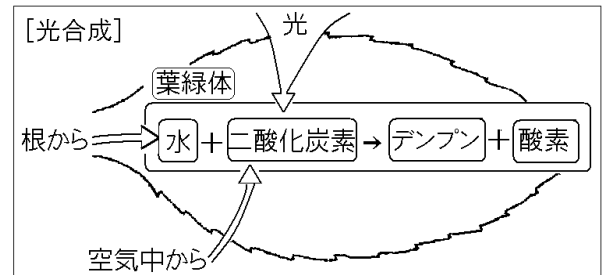 [光合成]
光
葉緑体
根から
水+二酸化炭素→デンプン+酸素
空気中から